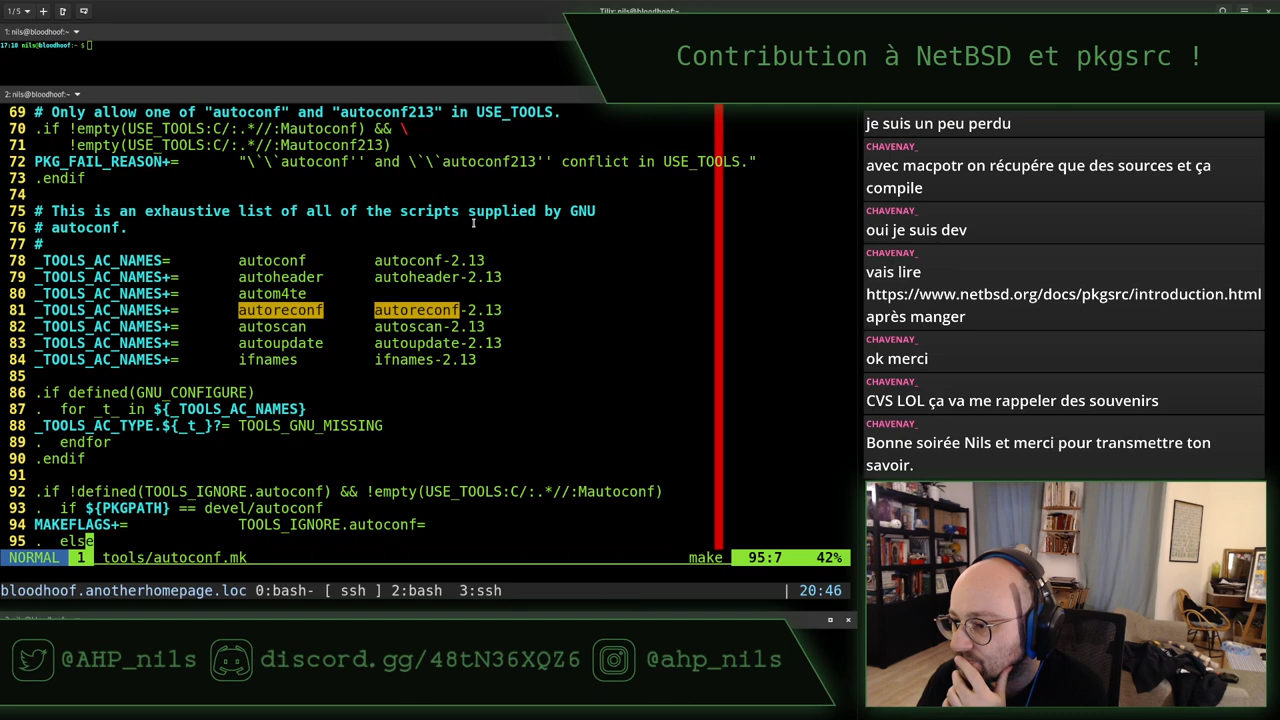 1/5
Tilix: nils@bloodhoof:~
1: nils@bloodhoof:~
17:18 nils@bloodhoof:~ $
Contribution à NetBSD et pkgsrc !
2: nils@bloodhoof:~
69 # Only allow one of "autoconf" and "autoconf213" in USE_TOOLS.
70 .if !empty(USE_TOOLS:C/:.*//:Mautoconf) && \
71     !empty(USE_TOOLS:C/:.*//:Mautoconf213)
72 PKG_FAIL_REASON+=       "\`\`autoconf'' and \`\`autoconf213'' conflict in USE_TOOLS."
73 .endif
74
75 # This is an exhaustive list of all of the scripts supplied by GNU
76 # autoconf.
77 #
78 _TOOLS_AC_NAMES=        autoconf        autoconf-2.13
79 _TOOLS_AC_NAMES+=       autoheader      autoheader-2.13
80 _TOOLS_AC_NAMES+=       autom4te
81 _TOOLS_AC_NAMES+=       autoreconf      autoreconf-2.13
82 _TOOLS_AC_NAMES+=       autoscan        autoscan-2.13
83 _TOOLS_AC_NAMES+=       autoupdate      autoupdate-2.13
84 _TOOLS_AC_NAMES+=       ifnames         ifnames-2.13
85
86 .if defined(GNU_CONFIGURE)
87 .  for _t_ in ${_TOOLS_AC_NAMES}
88 _TOOLS_AC_TYPE.${_t_}?= TOOLS_GNU_MISSING
89 .  endfor
90 .endif
91
92 .if !defined(TOOLS_IGNORE.autoconf) && !empty(USE_TOOLS:C/:.*//:Mautoconf)
93 .  if ${PKGPATH} == devel/autoconf
94 MAKEFLAGS+=             TOOLS_IGNORE.autoconf=
95 .  else
NORMAL 1 tools/autoconf.mk make 95:7 42%
bloodhoof.anotherhomepage.loc 0:bash- [ ssh ] 2:bash  3:ssh | 20:46
je suis un peu perdu
CHAVENAY_
avec macpotr on récupére que des sources et ça
compile
CHAVENAY_
oui je suis dev
CHAVENAY_
vais lire
https://www.netbsd.org/docs/pkgsrc/introduction.html
après manger
CHAVENAY_
ok merci
CHAVENAY_
CVS LOL ça va me rappeler des souvenirs
CHAVENAY_
Bonne soirée Nils et merci pour transmettre ton
savoir.
@AHP_nils discord.gg/48tN36XQZ6 @ahp_nils